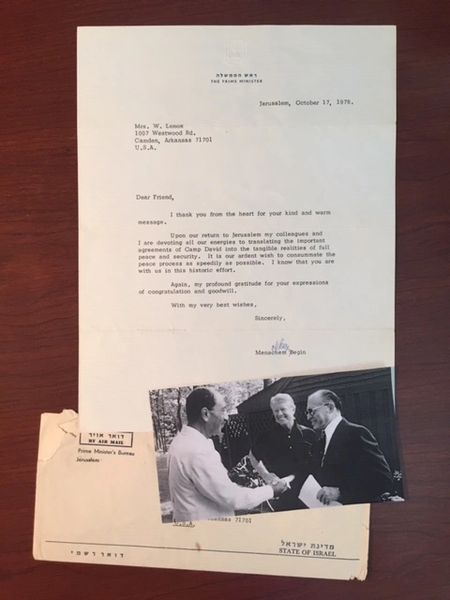 ראש הממשלה
THE PRIME MINISTER
Jerusalem, October 17, 1978.
Mrs. W. Lenox
1007 Westwood Rd.
Camden, Arkansas 71701
U.S.A.
Dear Friend,
I thank you from the heart for your kind and warm
message.
Upon our return to Jerusalem my colleagues and
I are devoting all our energies to translating the important
agreements of Camp David into the tangible realities of full
peace and security. It is our ardent wish to consummate the
peace process as speedily as possible. I know that you are
with us in this historic effort.
Again, my profound gratitude for your expressions
of congratulation and goodwill.
With my very best wishes,
Sincerely,
Menachem Begin
דואר אויר
BY AIR MAIL
Prime Minister's Bureau
Jerusalem
Arkansas 71701
דואר רשמי
מדינת ישראל
STATE OF ISRAEL